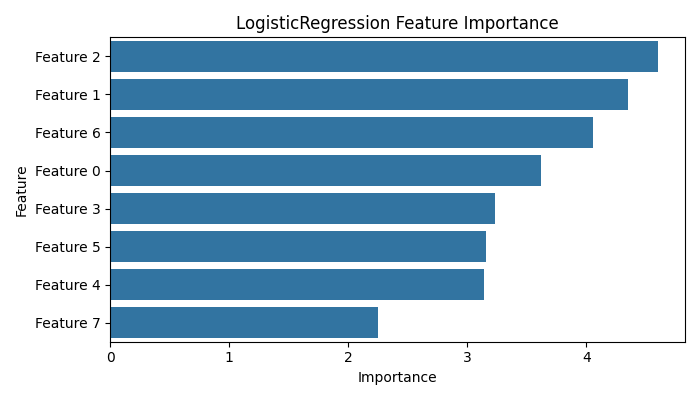 LogisticRegression Feature Importance
Feature
Feature 2
Feature 1
Feature 6
Feature 0
Feature 3
Feature 5
Feature 4
Feature 7
0 1 2 3 4
Importance